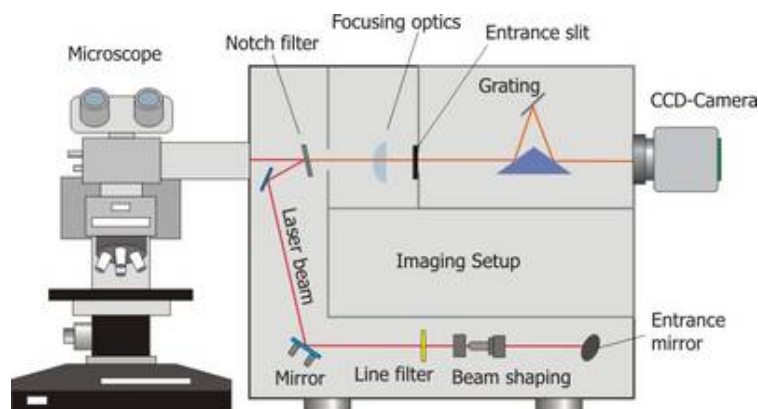 Focusing optics
Notch filter
Entrance slit
Microscope
Grating
CCD-Camera
Laser beam
Imaging Setup
Entrance
mirror
Mirror
Line filter
Beam shaping